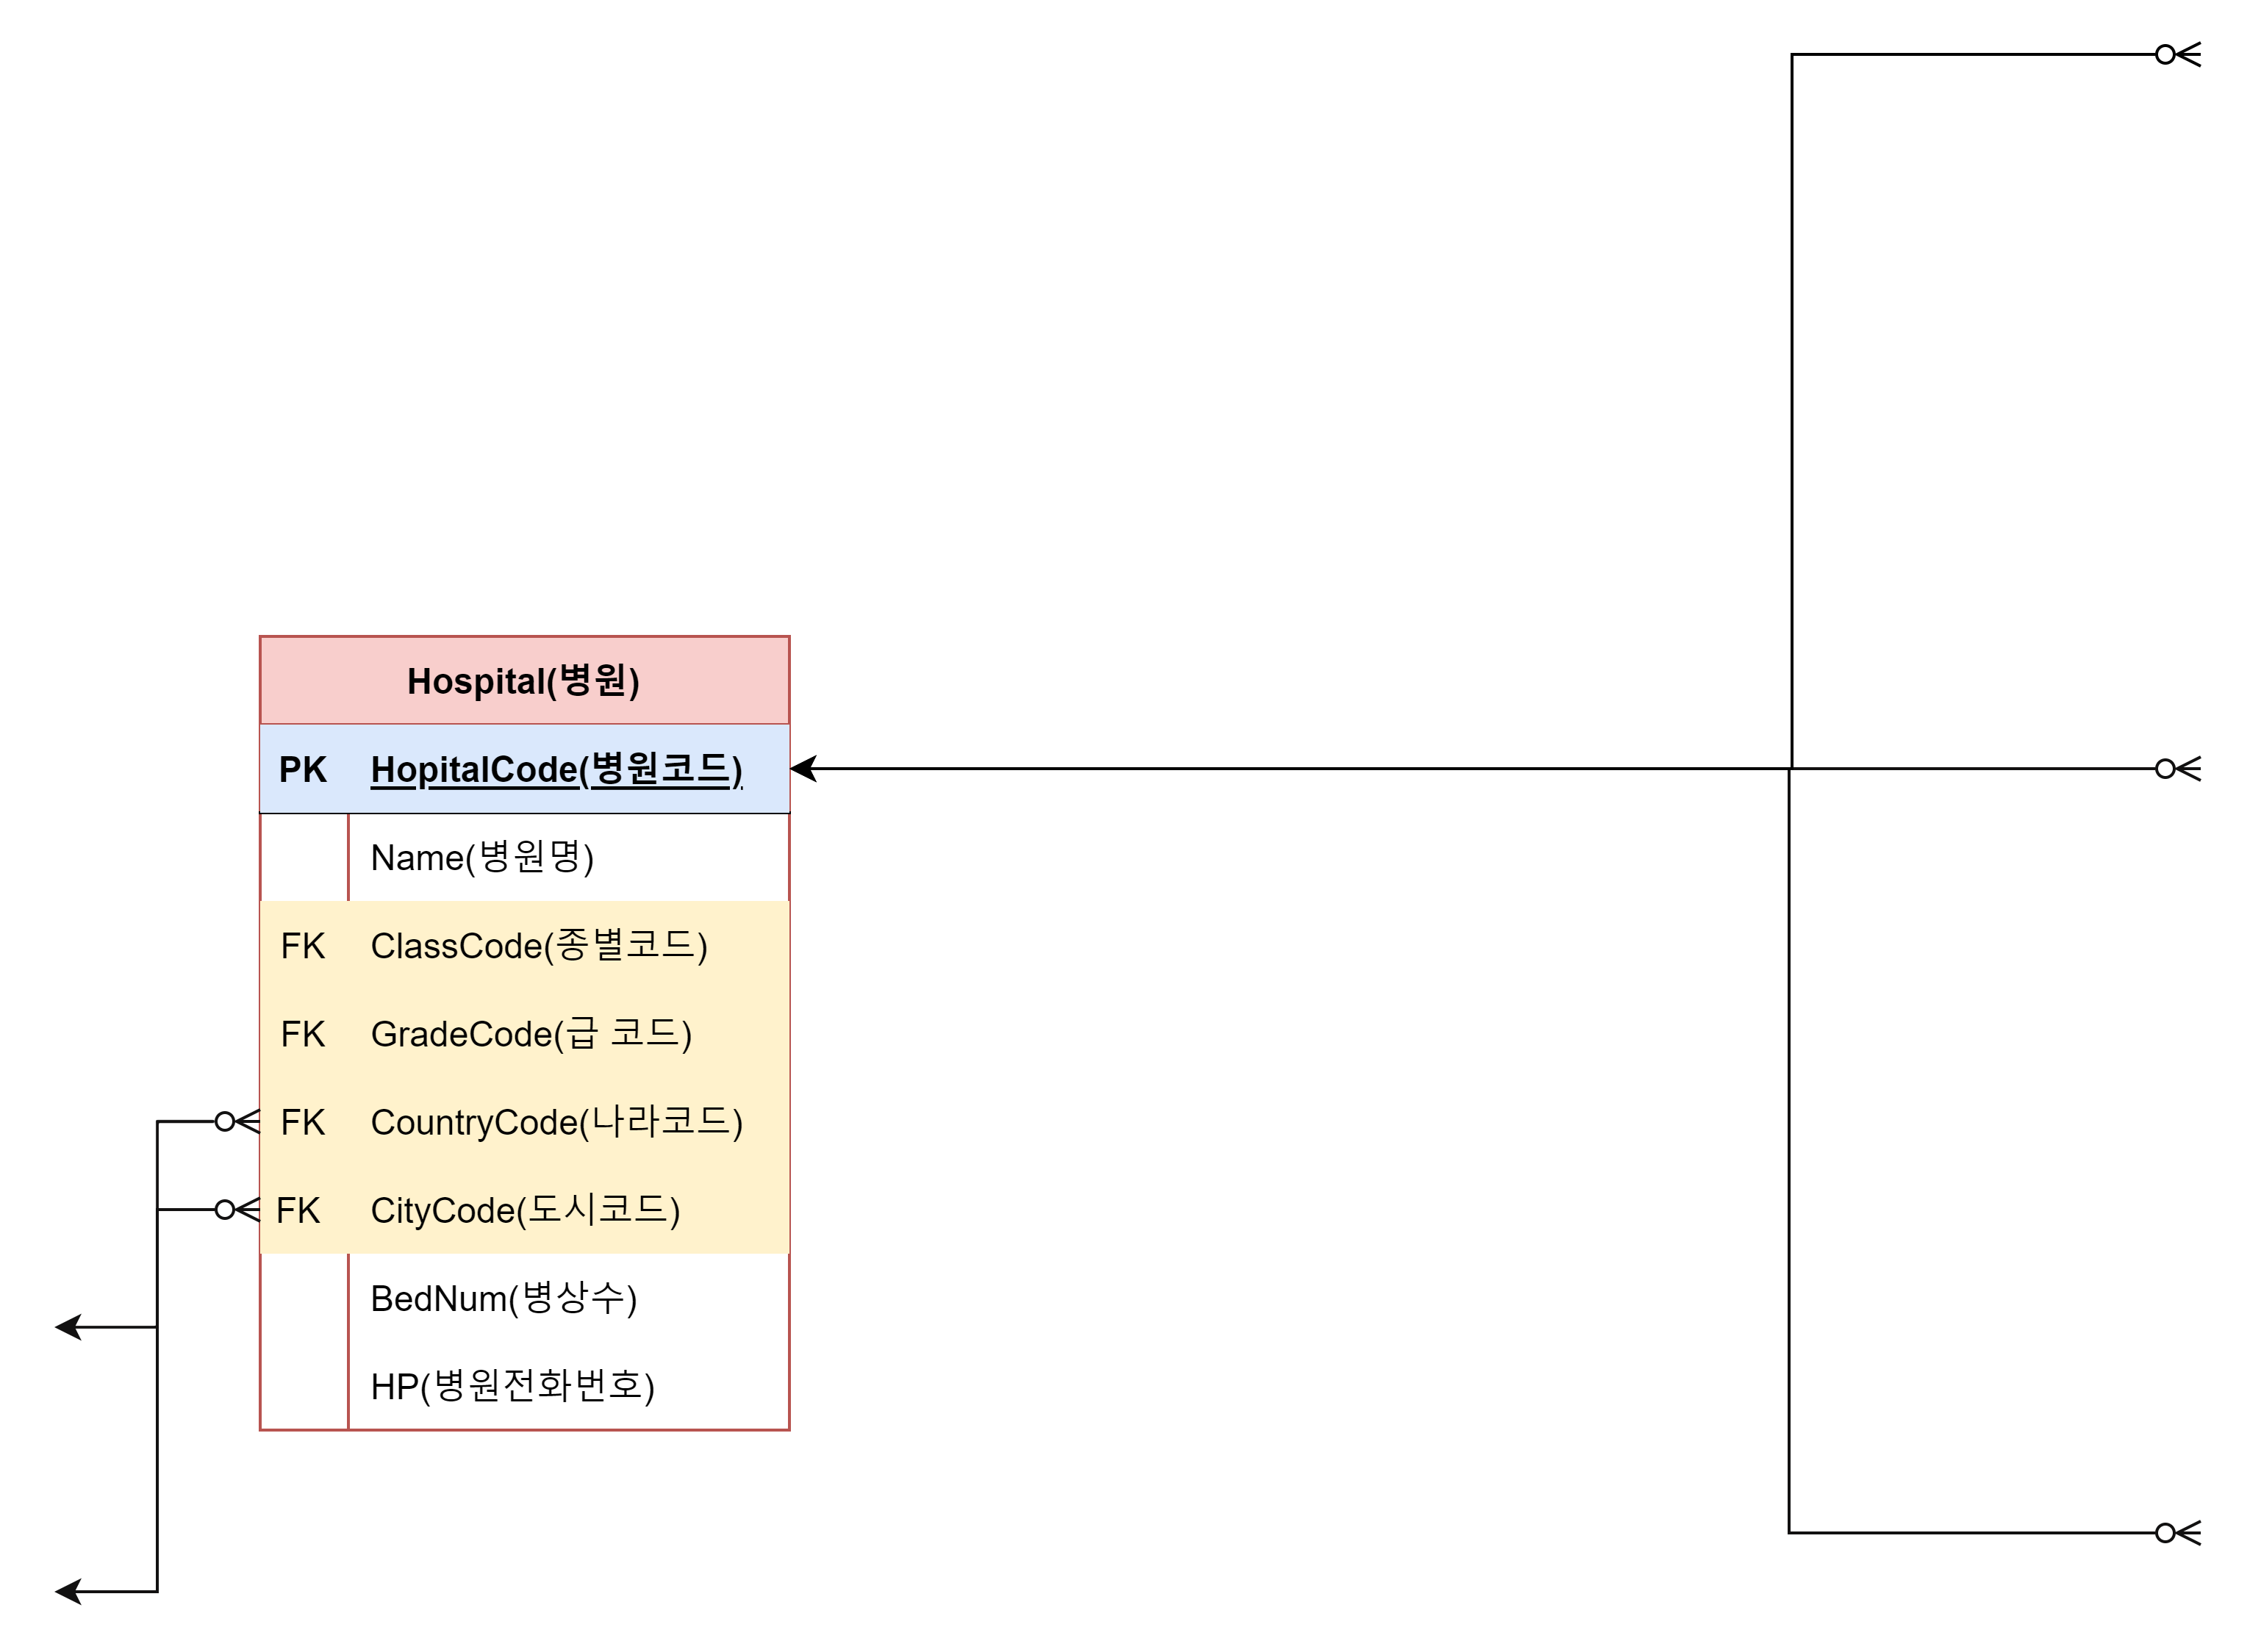 Hospital(병원)
PK HopitalCode(병원코드)
Name(병원명)
FK ClassCode(종별코드)
FK GradeCode(급 코드)
FK CountryCode(나라코드)
FK CityCode(도시코드)
BedNum(병상수)
HP(병원전화번호)